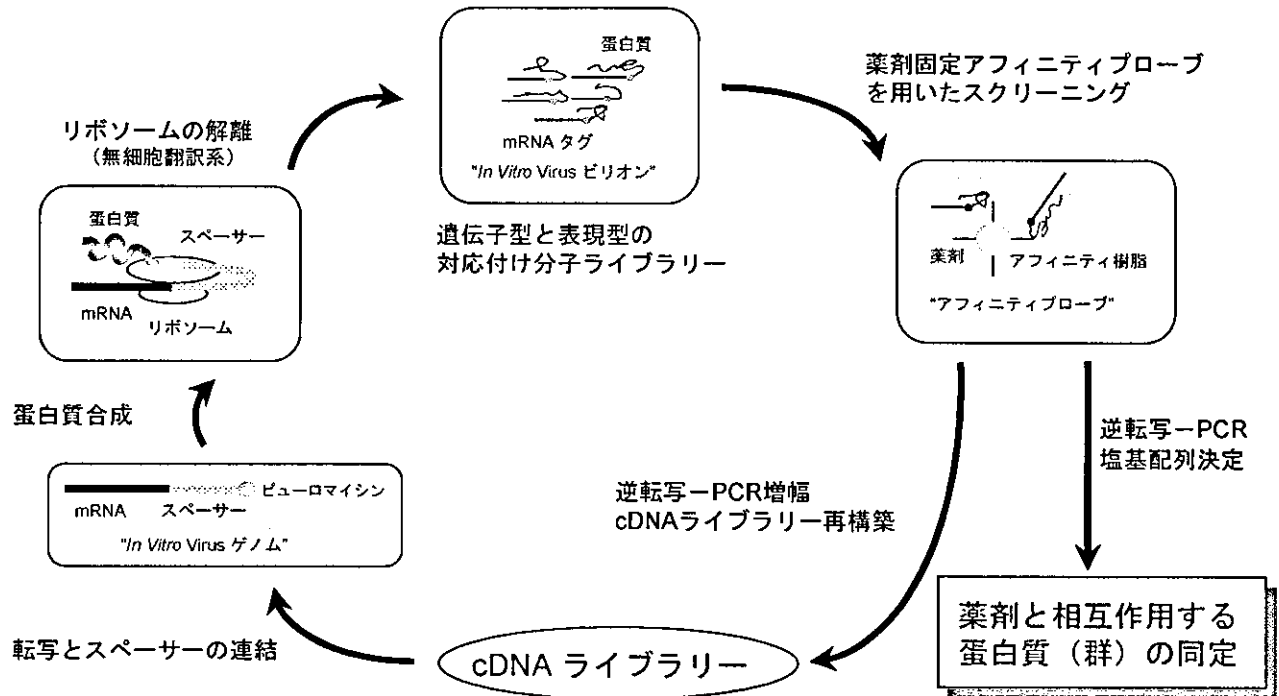 蛋白質
mRNA タグ
"In Vitro Virus ビリオン"
遺伝子型と表現型の
対応付け分子ライブラリー
薬剤固定アフィニティプローブ
を用いたスクリーニング
薬剤
アフィニティ樹脂
"アフィニティプローブ"
リボソームの解離
(無細胞翻訳系)
蛋白質
スペーサー
mRNA
リボソーム
蛋白質合成
ピューロマイシン
mRNA
スペーサー
"In Vitro Virus ゲノム"
転写とスペーサーの連結
cDNA ライブラリー
逆転写－PCR増幅
cDNAライブラリー再構築
逆転写－PCR
塩基配列決定
薬剤と相互作用する
蛋白質（群）の同定